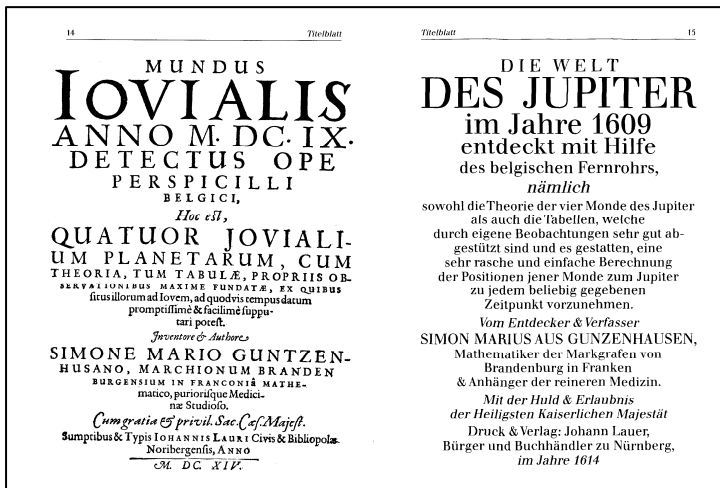 14 Titelblatt
MUNDUS
IOVIALIS
ANNO M· DC· IX·
DETECTUS OPE
PERSPICILLI
BELGICI,
Hoc eſt,
QUATUOR JOVIALI-
UM PLANETARUM, CUM
THEORIA, TUM TABULÆ, PROPRIIS OB-
SERVATIONIBUS MAXIME FUNDATÆ, EX QUIBUS
ſitus illorum ad Iovem, ad quodvis tempus datum
promptiſſimè & facilimè ſuppu-
tari poteſt.
Inventore & Authore
SIMONE MARIO GUNTZEN-
HUSANO, MARCHIONUM BRANDEN
BURGENSIUM IN FRANCONIâ MATHE-
matico, puriorisque Medici-
næ Studioſo.
Cum gratia & privil. Sac. Cæſ. Majeſt.
Sumptibus & Typis IOHANNIS LAURI Civis & Bibliopolæ
Noribergenſis, ANNO
M. DC. XIV.
Titelblatt 15
DIE WELT
DES JUPITER
im Jahre 1609
entdeckt mit Hilfe
des belgischen Fernrohrs,
nämlich
sowohl die Theorie der vier Monde des Jupiter
als auch die Tabellen, welche
durch eigene Beobachtungen sehr gut ab-
gestützt sind und es gestatten, eine
sehr rasche und einfache Berechnung
der Positionen jener Monde zum Jupiter
zu jedem beliebig gegebenen
Zeitpunkt vorzunehmen.
Vom Entdecker & Verfasser
SIMON MARIUS AUS GUNZENHAUSEN,
Mathematiker der Markgrafen von
Brandenburg in Franken
& Anhänger der reineren Medizin.
Mit der Huld & Erlaubnis
der Heiligsten Kaiserlichen Majestät
Druck & Verlag: Johann Lauer,
Bürger und Buchhändler zu Nürnberg,
im Jahre 1614